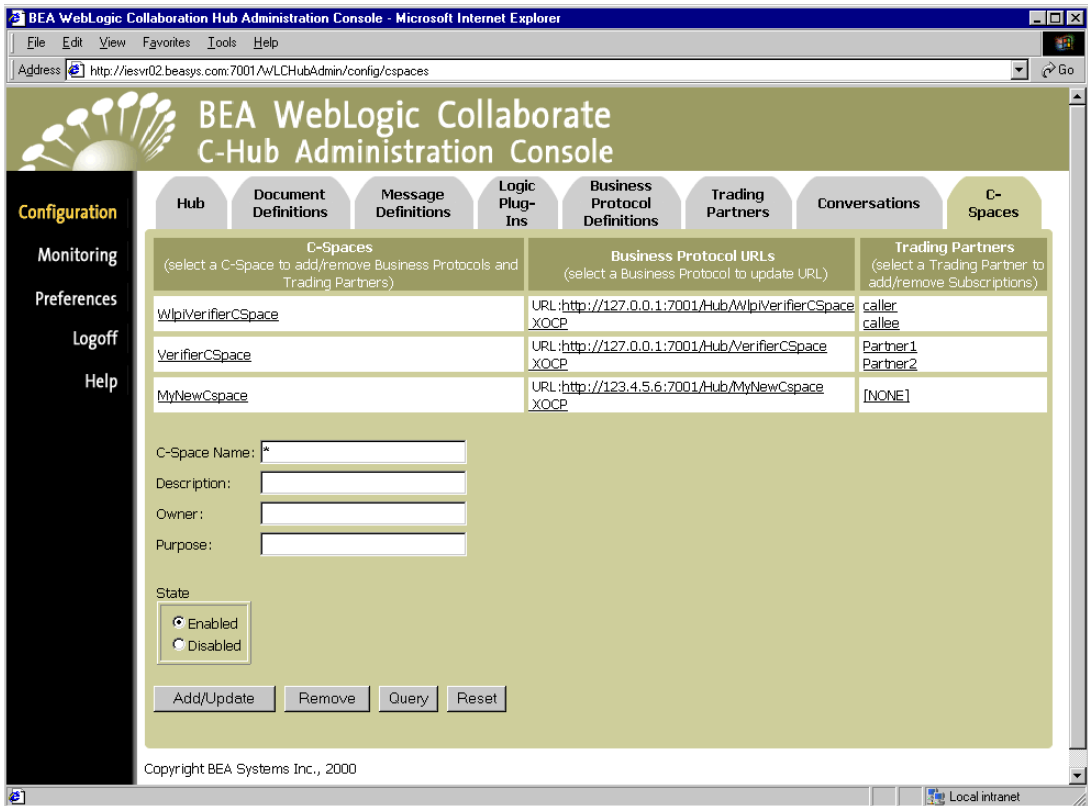 BEA WebLogic Collaboration Hub Administration Console - Microsoft Internet Explorer
File Edit View Favorites Tools Help
Address http://iesvr02.beasys.com:7001/WLCHubAdmin/config/cspaces Go
BEA WebLogic Collaborate
C-Hub Administration Console
Configuration
Monitoring
Preferences
Logoff
Help
Hub
Document
Definitions
Message
Definitions
Logic
Plug-
Ins
Business
Protocol
Definitions
Trading
Partners
Conversations
C-
Spaces
C-Spaces
(select a C-Space to add/remove Business Protocols and
Trading Partners)
Business Protocol URLs
(select a Business Protocol to update URL)
Trading Partners
(select a Trading Partner to
add/remove Subscriptions)
WlpiVerifierCSpace
URL:http://127.0.0.1:7001/Hub/WlpiVerifierCSpace
XOCP
caller
callee
VerifierCSpace
URL:http://127.0.0.1:7001/Hub/VerifierCSpace
XOCP
Partner1
Partner2
MyNewCspace
URL:http://123.4.5.6:7001/Hub/MyNewCspace
XOCP
[NONE]
C-Space Name: *
Description:
Owner:
Purpose:
State
Enabled
Disabled
Add/Update Remove Query Reset
Copyright BEA Systems Inc., 2000
Local intranet